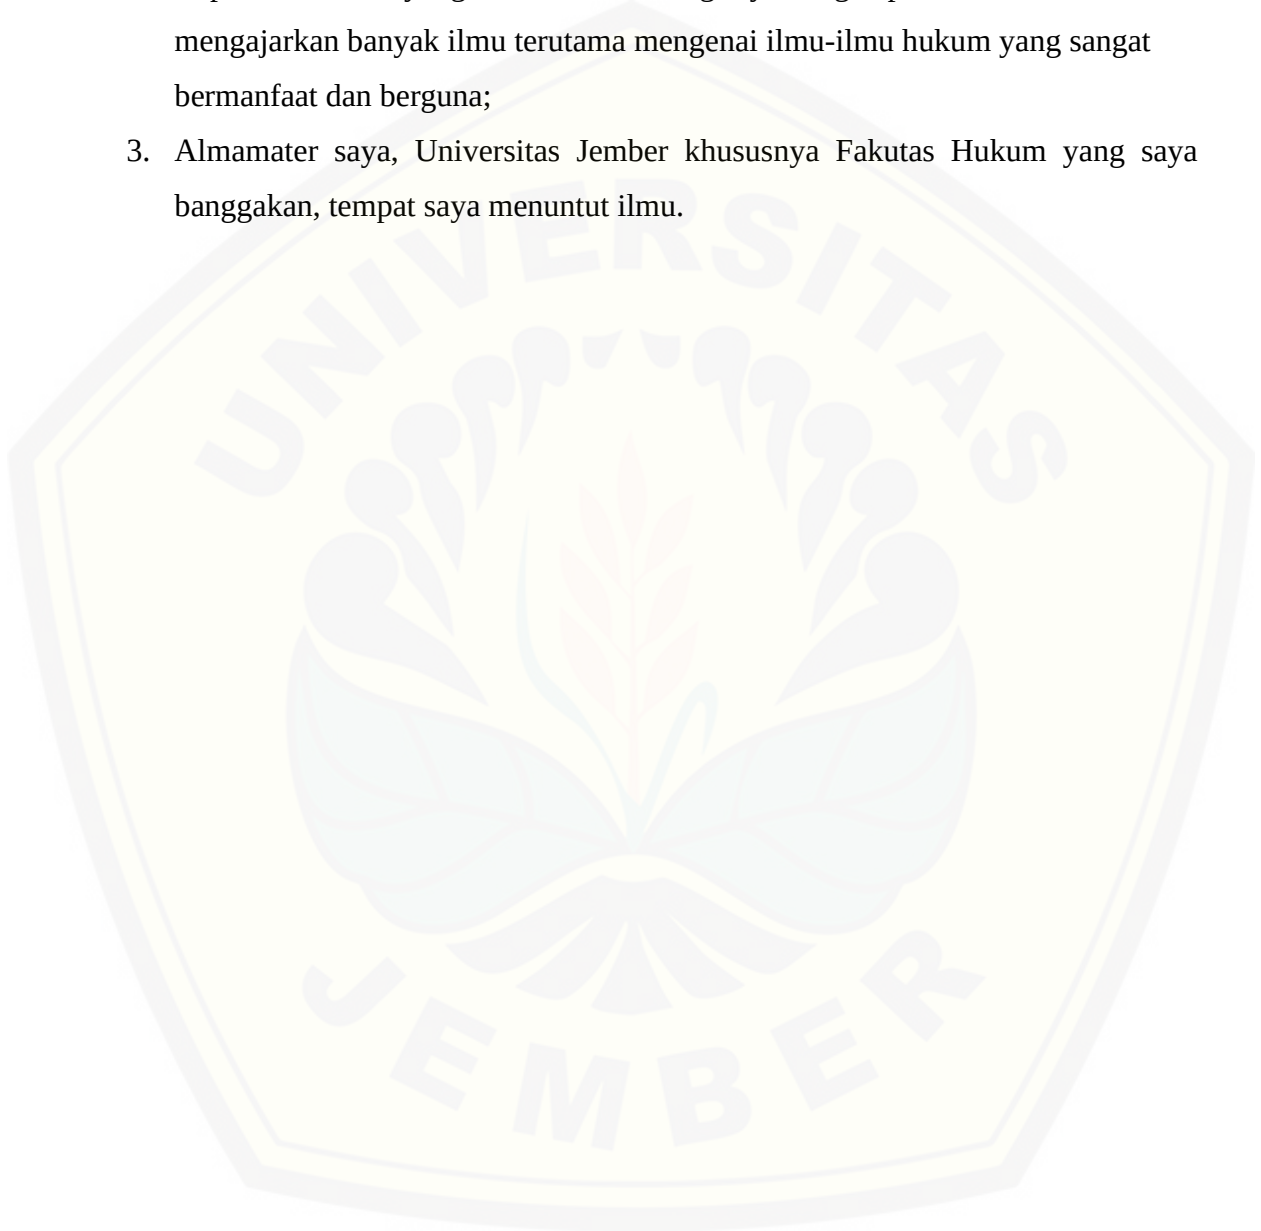 mengajarkan banyak ilmu terutama mengenai ilmu-ilmu hukum yang sangat
bermanfaat dan berguna;
3. Almamater saya, Universitas Jember khususnya Fakutas Hukum yang saya
banggakan, tempat saya menuntut ilmu.
UNIVERSITAS
JEMBER